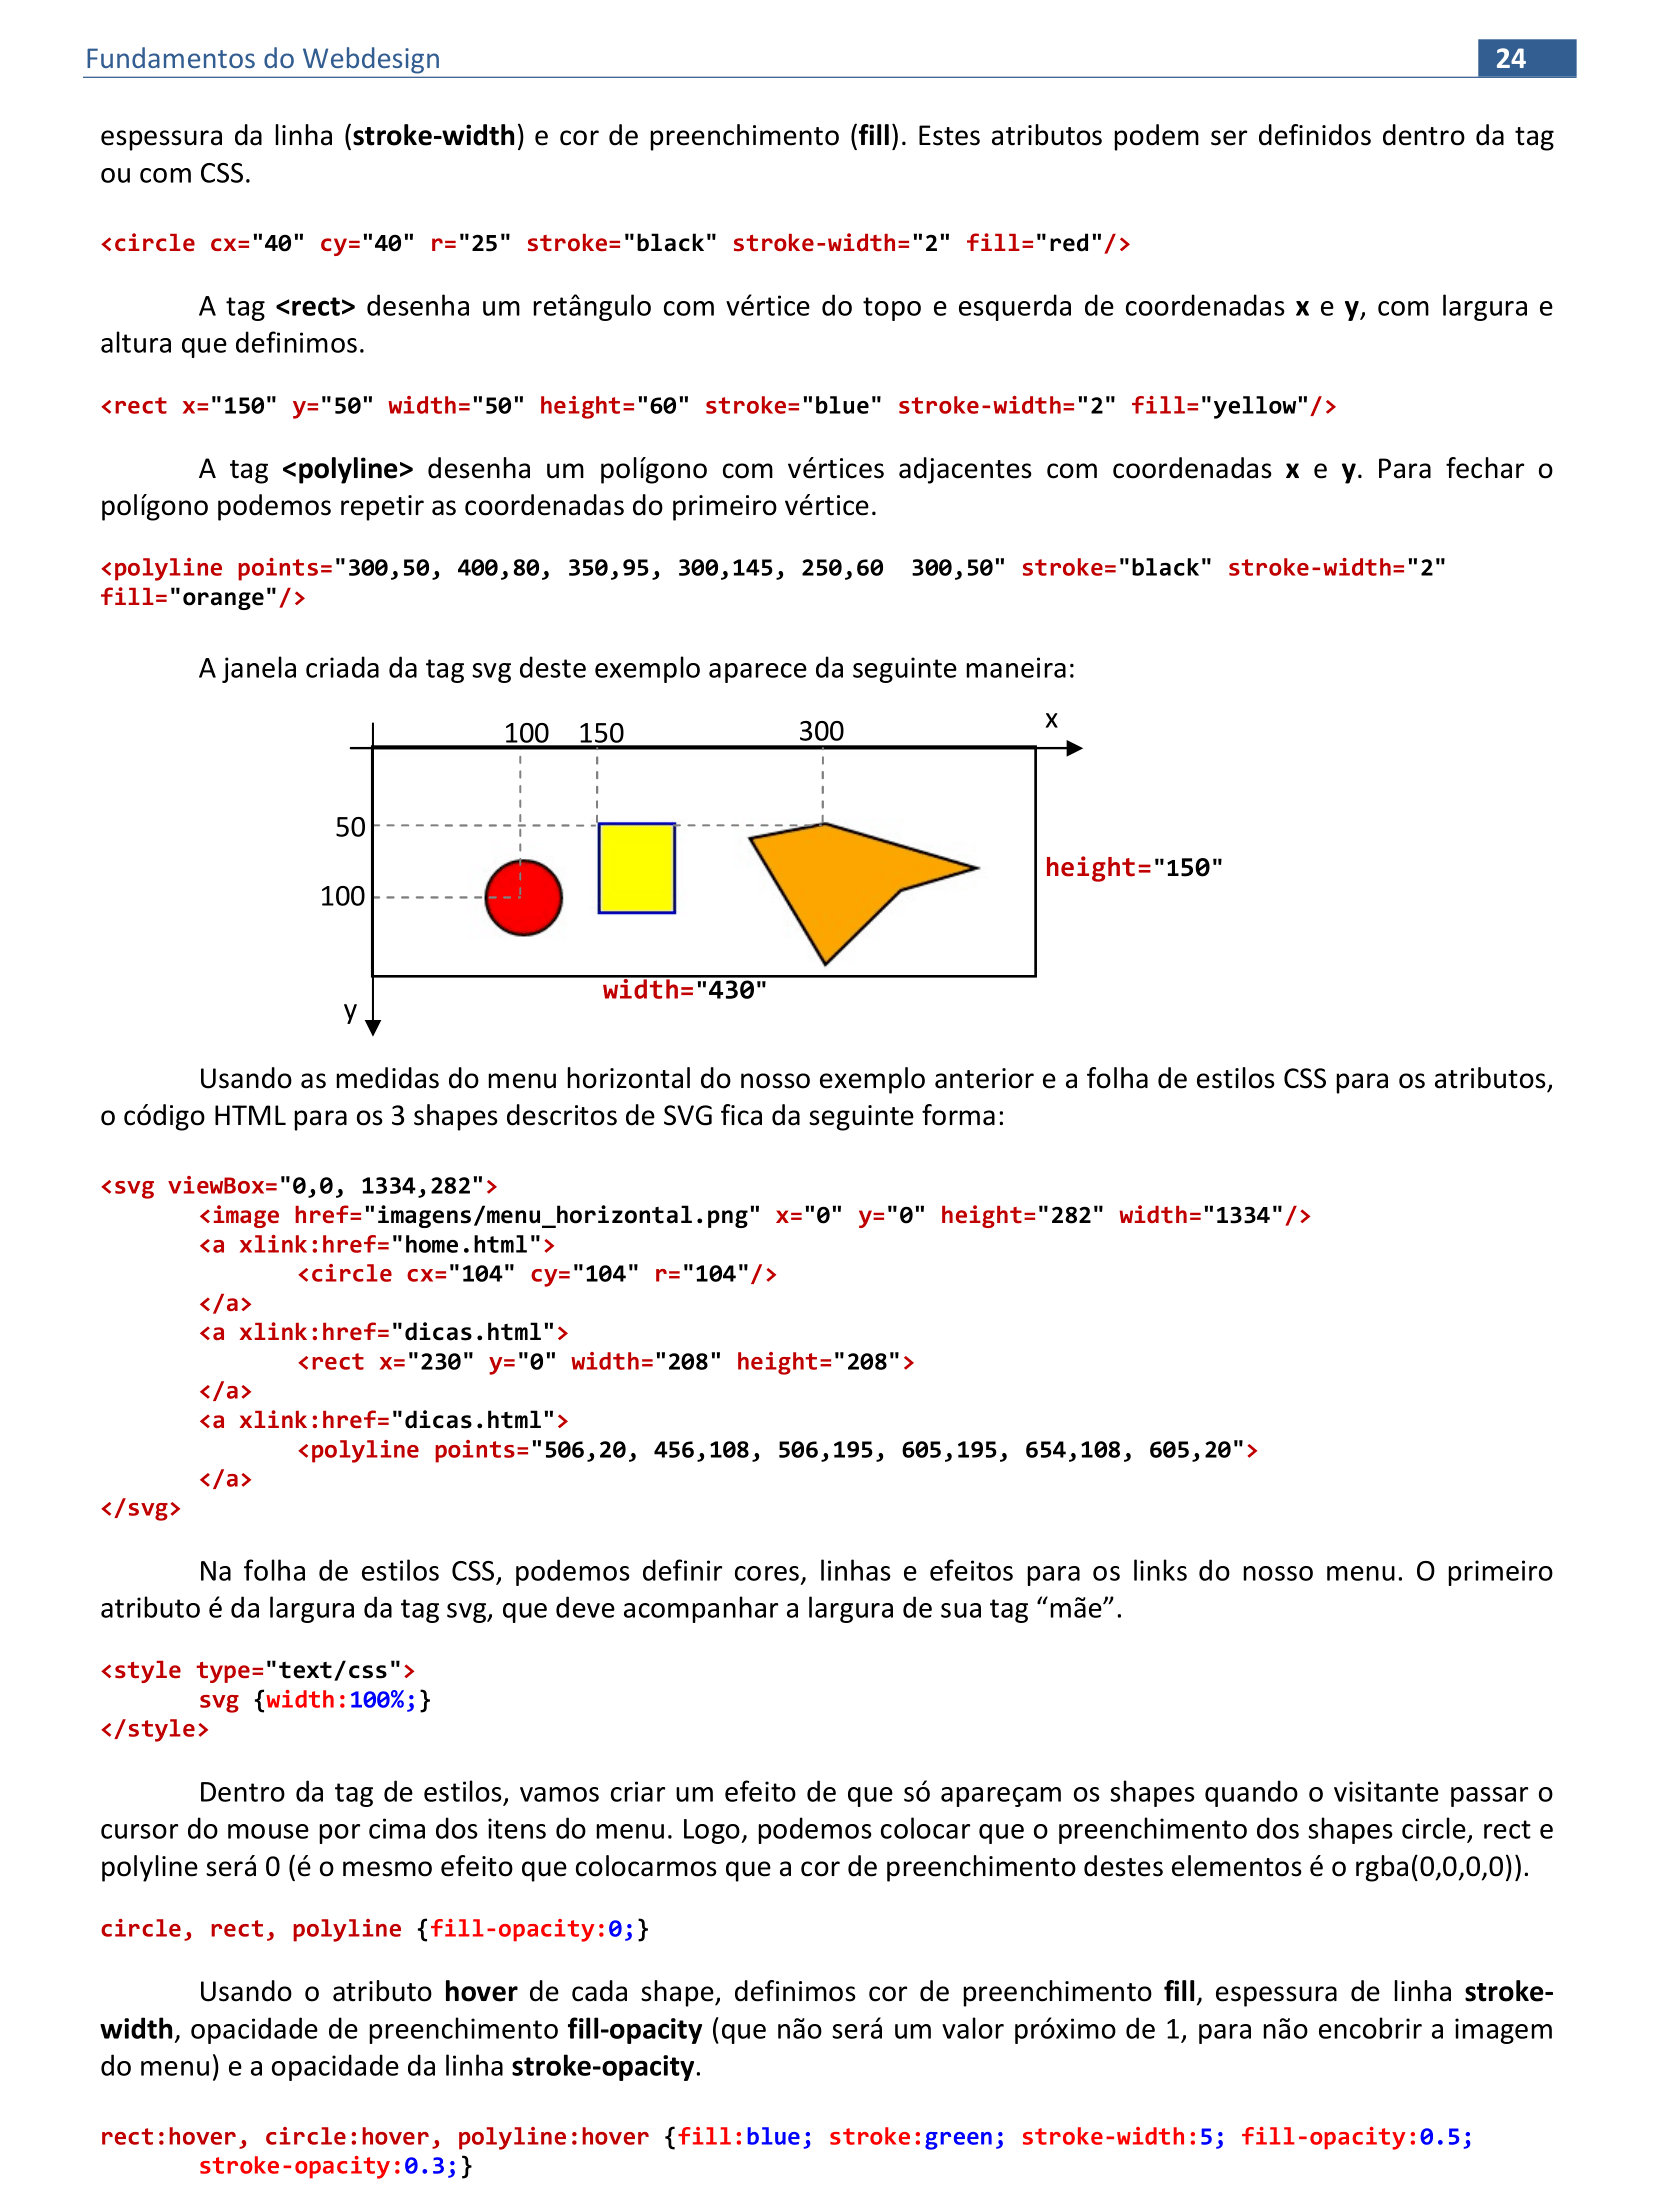 Fundamentos do Webdesign 24
espessura da linha (stroke-width) e cor de preenchimento (fill). Estes atributos podem ser definidos dentro da tag
ou com CSS.
<circle cx="40" cy="40" r="25" stroke="black" stroke-width="2" fill="red"/>
A tag <rect> desenha um retângulo com vértice do topo e esquerda de coordenadas x e y, com largura e
altura que definimos.
<rect x="150" y="50" width="50" height="60" stroke="blue" stroke-width="2" fill="yellow"/>
A tag <polyline> desenha um polígono com vértices adjacentes com coordenadas x e y. Para fechar o
polígono podemos repetir as coordenadas do primeiro vértice.
<polyline points="300,50, 400,80, 350,95, 300,145, 250,60  300,50" stroke="black" stroke-width="2"
fill="orange"/>
A janela criada da tag svg deste exemplo aparece da seguinte maneira:
x
100 150 300
50
height="150"
100
width="430"
y
Usando as medidas do menu horizontal do nosso exemplo anterior e a folha de estilos CSS para os atributos,
o código HTML para os 3 shapes descritos de SVG fica da seguinte forma:
<svg viewBox="0,0, 1334,282">
<image href="imagens/menu_horizontal.png" x="0" y="0" height="282" width="1334"/>
<a xlink:href="home.html">
<circle cx="104" cy="104" r="104"/>
</a>
<a xlink:href="dicas.html">
<rect x="230" y="0" width="208" height="208">
</a>
<a xlink:href="dicas.html">
<polyline points="506,20, 456,108, 506,195, 605,195, 654,108, 605,20">
</a>
</svg>
Na folha de estilos CSS, podemos definir cores, linhas e efeitos para os links do nosso menu. O primeiro
atributo é da largura da tag svg, que deve acompanhar a largura de sua tag “mãe”.
<style type="text/css">
svg {width:100%;}
</style>
Dentro da tag de estilos, vamos criar um efeito de que só apareçam os shapes quando o visitante passar o
cursor do mouse por cima dos itens do menu. Logo, podemos colocar que o preenchimento dos shapes circle, rect e
polyline será 0 (é o mesmo efeito que colocarmos que a cor de preenchimento destes elementos é o rgba(0,0,0,0)).
circle, rect, polyline {fill-opacity:0;}
Usando o atributo hover de cada shape, definimos cor de preenchimento fill, espessura de linha stroke-
width, opacidade de preenchimento fill-opacity (que não será um valor próximo de 1, para não encobrir a imagem
do menu) e a opacidade da linha stroke-opacity.
rect:hover, circle:hover, polyline:hover {fill:blue; stroke:green; stroke-width:5; fill-opacity:0.5;
stroke-opacity:0.3;}